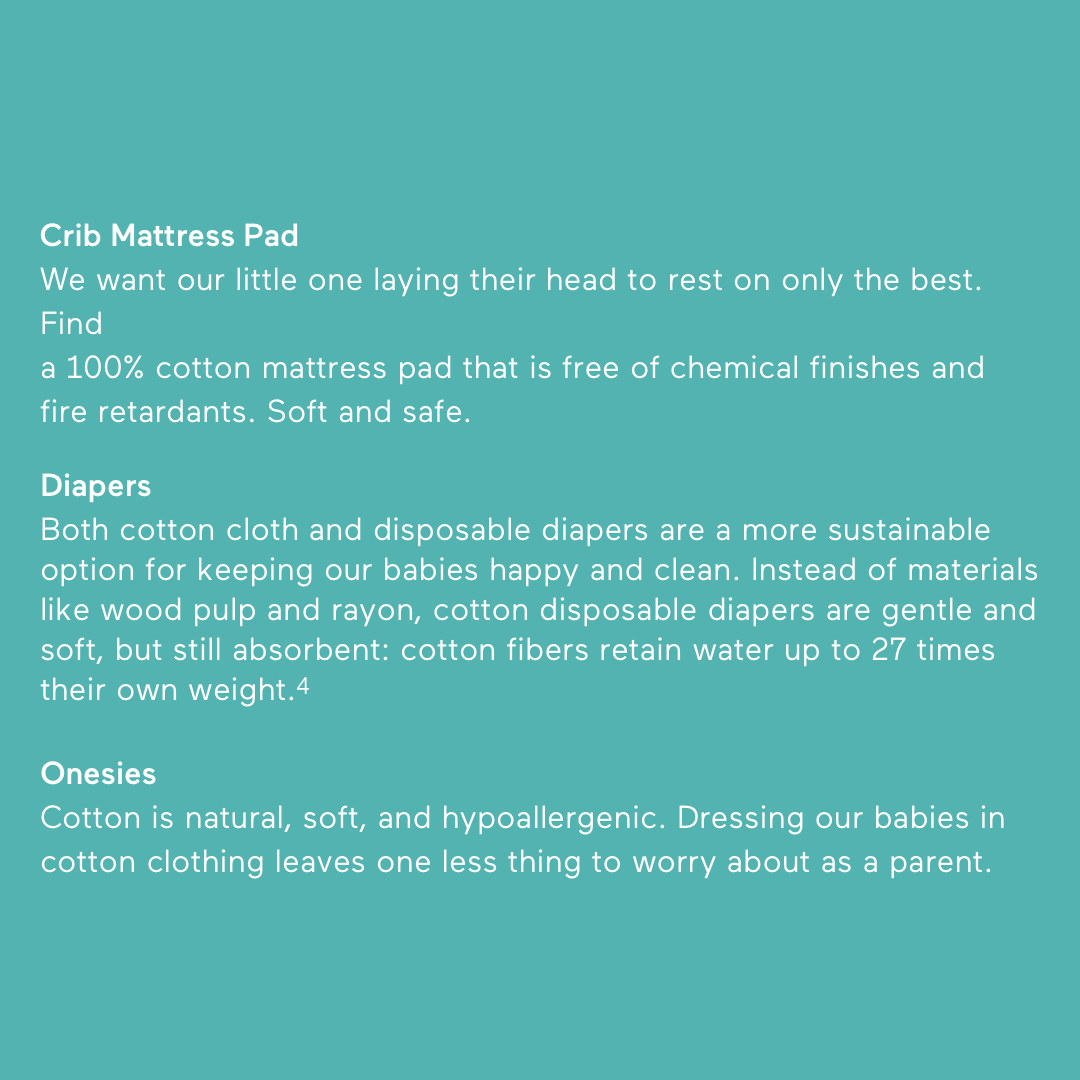 Crib Mattress Pad
We want our little one laying their head to rest on only the best.
Find
a 100% cotton mattress pad that is free of chemical finishes and
fire retardants. Soft and safe.
Diapers
Both cotton cloth and disposable diapers are a more sustainable
option for keeping our babies happy and clean. Instead of materials
like wood pulp and rayon, cotton disposable diapers are gentle and
soft, but still absorbent: cotton fibers retain water up to 27 times
their own weight.⁴
Onesies
Cotton is natural, soft, and hypoallergenic. Dressing our babies in
cotton clothing leaves one less thing to worry about as a parent.